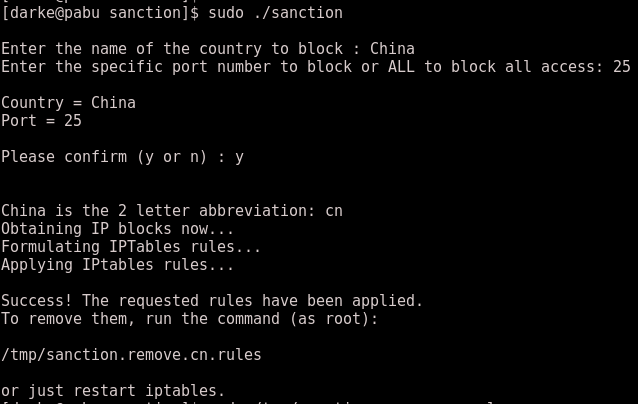 [darke@pabu sanction]$ sudo ./sanction
Enter the name of the country to block : China
Enter the specific port number to block or ALL to block all access: 25
Country = China
Port = 25
Please confirm (y or n) : y
China is the 2 letter abbreviation: cn
Obtaining IP blocks now...
Formulating IPTables rules...
Applying IPtables rules...
Success! The requested rules have been applied.
To remove them, run the command (as root):
/tmp/sanction.remove.cn.rules
or just restart iptables.